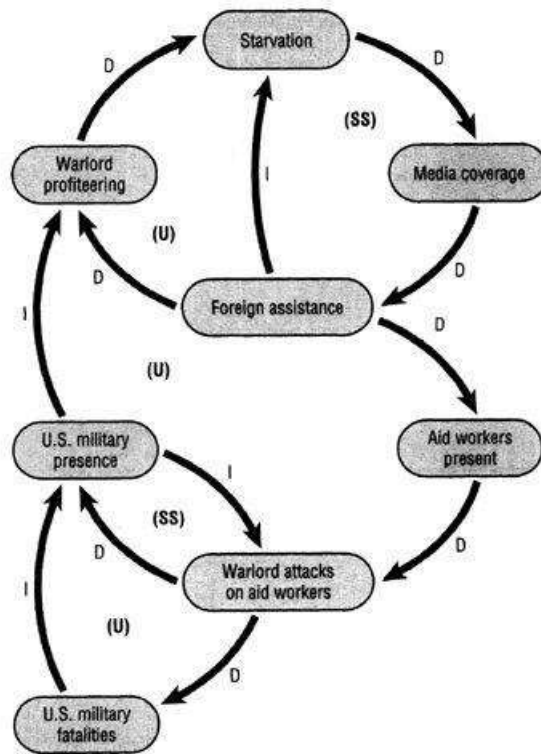 Starvation
D
D
(SS)
Warlord
profiteering
Media coverage
I
(U)
D
D
Foreign assistance
D
I
(U)
U.S. military
presence
Aid workers
present
I
(SS)
D
D
Warlord attacks
on aid workers
I
(U)
D
U.S. military
fatalities